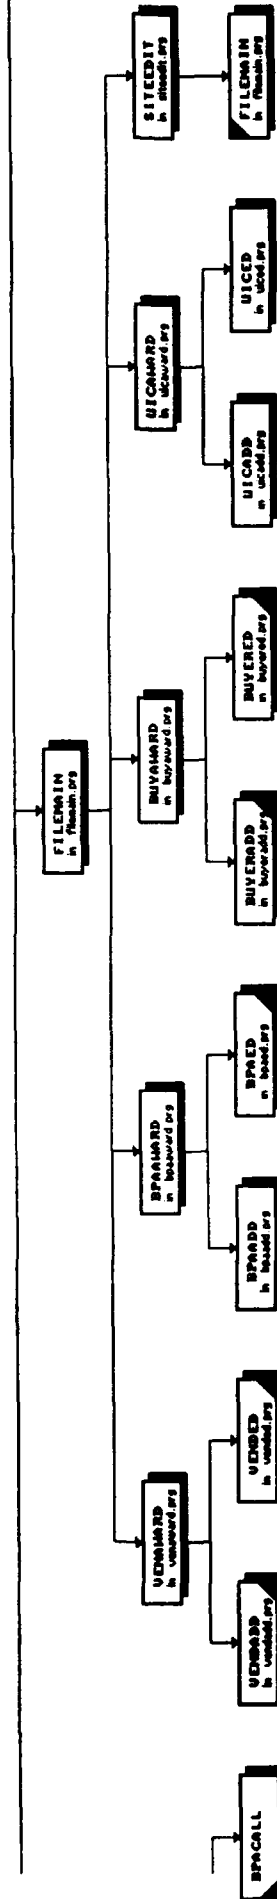 FILEMAIN
in filemain.prg
VENAWARD
in venaward.prg
BPAAWARD
in bpaaward.prg
BUYAWARD
in buyaward.prg
UICAWARD
in uicaward.prg
SITEEDIT
in siteedit.prg
BPACALL
VENDADD
in vendadd.prg
VENDED
in vended.prg
BPAADD
in bpaadd.prg
BPAED
in bpaed.prg
BUYERADD
in buyeradd.prg
BUYERED
in buyered.prg
UICADD
in uicadd.prg
UICED
in uiced.prg
FILEMAIN
in filemain.prg